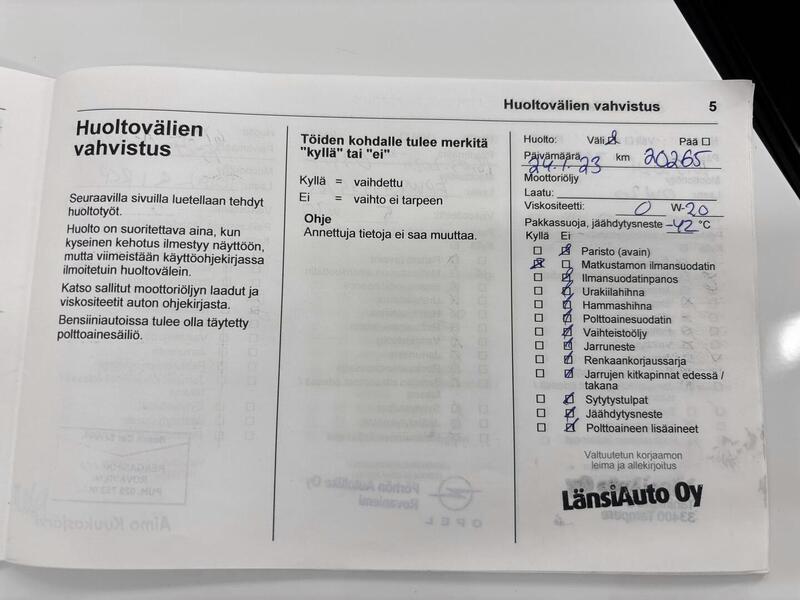 Huoltovälien vahvistus 5
Huoltovälien
vahvistus
Seuraavilla sivuilla luetellaan tehdyt
huoltotyöt.
Huolto on suoritettava aina, kun
kyseinen kehotus ilmestyy näyttöön,
mutta viimeistään käyttöohjekirjassa
ilmoitetuin huoltovälein.
Katso sallitut moottoriöljyn laadut ja
viskositeetit auton ohjekirjasta.
Bensiiniautoissa tulee olla täytetty
polttoainesäiliö.
Töiden kohdalle tulee merkitä
"kyllä" tai "ei"
Kyllä = vaihdettu
Ei = vaihto ei tarpeen
Ohje
Annettuja tietoja ei saa muuttaa.
Huolto: Väli Pää
Päivämäärä 24.1.23 km 20265
Moottoriöljy
Laatu:
Viskositeetti: 0 W-20
Pakkassuoja, jäähdytysneste -42 °C
Kyllä Ei
Paristo (avain)
Matkustamon ilmansuodatin
Ilmansuodatinpanos
Urakiilahihna
Hammashihna
Polttoainesuodatin
Vaihteistoöljy
Jarruneste
Renkaankorjaussarja
Jarrujen kitkapinnat edessä /
takana
Sytytystulpat
Jäähdytysneste
Polttoaineen lisäaineet
Valtuutetun korjaamon
leima ja allekirjoitus
LänsiAuto Oy
33400 Tampere